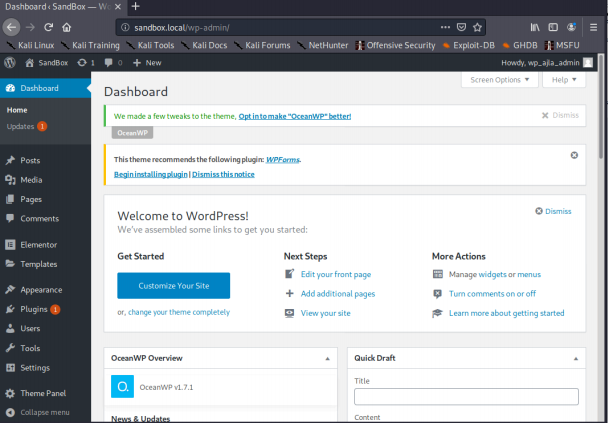 Dashboard ‹ SandBox — Wo
sandbox.local/wp-admin/
Kali Linux Kali Training Kali Tools Kali Docs Kali Forums NetHunter Offensive Security Exploit-DB GHDB MSFU
SandBox 1 0 New Howdy, wp_ajla_admin
Screen Options Help
Dashboard
Home
Updates 1
Posts
Media
Pages
Comments
Elementor
Templates
Appearance
Plugins 1
Users
Tools
Settings
Theme Panel
Collapse menu
Dashboard
We made a few tweaks to the theme, Opt in to make "OceanWP" better! Dismiss
OceanWP
This theme recommends the following plugin: WPForms.
Begin installing plugin | Dismiss this notice
Welcome to WordPress! Dismiss
We've assembled some links to get you started:
Get Started
Customize Your Site
or, change your theme completely
Next Steps
Edit your front page
Add additional pages
View your site
More Actions
Manage widgets or menus
Turn comments on or off
Learn more about getting started
OceanWP Overview
O.
OceanWP v1.7.1
News & Updates
Quick Draft
Title
Content